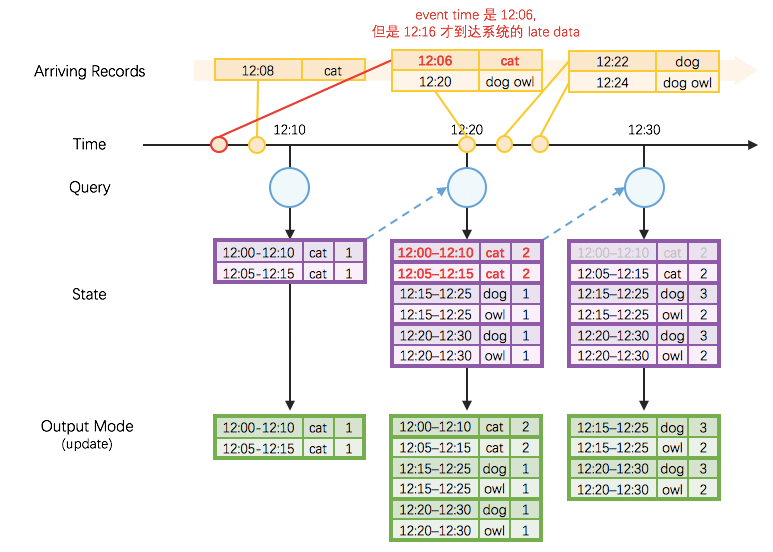 event time 是 12:06,
但是 12:16 才到达系统的 late data
Arriving Records
12:08 cat
12:06 cat
12:20 dog owl
12:22 dog
12:24 dog owl
Time
12:10
12:20
12:30
Query
State
12:00-12:10 cat 1
12:05-12:15 cat 1
12:00–12:10 cat 2
12:05–12:15 cat 2
12:15–12:25 dog 1
12:15–12:25 owl 1
12:20–12:30 dog 1
12:20–12:30 owl 1
12:00–12:10 cat 2
12:05–12:15 cat 2
12:15–12:25 dog 3
12:15–12:25 owl 2
12:20–12:30 dog 3
12:20–12:30 owl 2
Output Mode
(update)
12:00-12:10 cat 1
12:05-12:15 cat 1
12:00–12:10 cat 2
12:05–12:15 cat 2
12:15–12:25 dog 1
12:15–12:25 owl 1
12:20–12:30 dog 1
12:20–12:30 owl 1
12:15–12:25 dog 3
12:15–12:25 owl 2
12:20–12:30 dog 3
12:20–12:30 owl 2